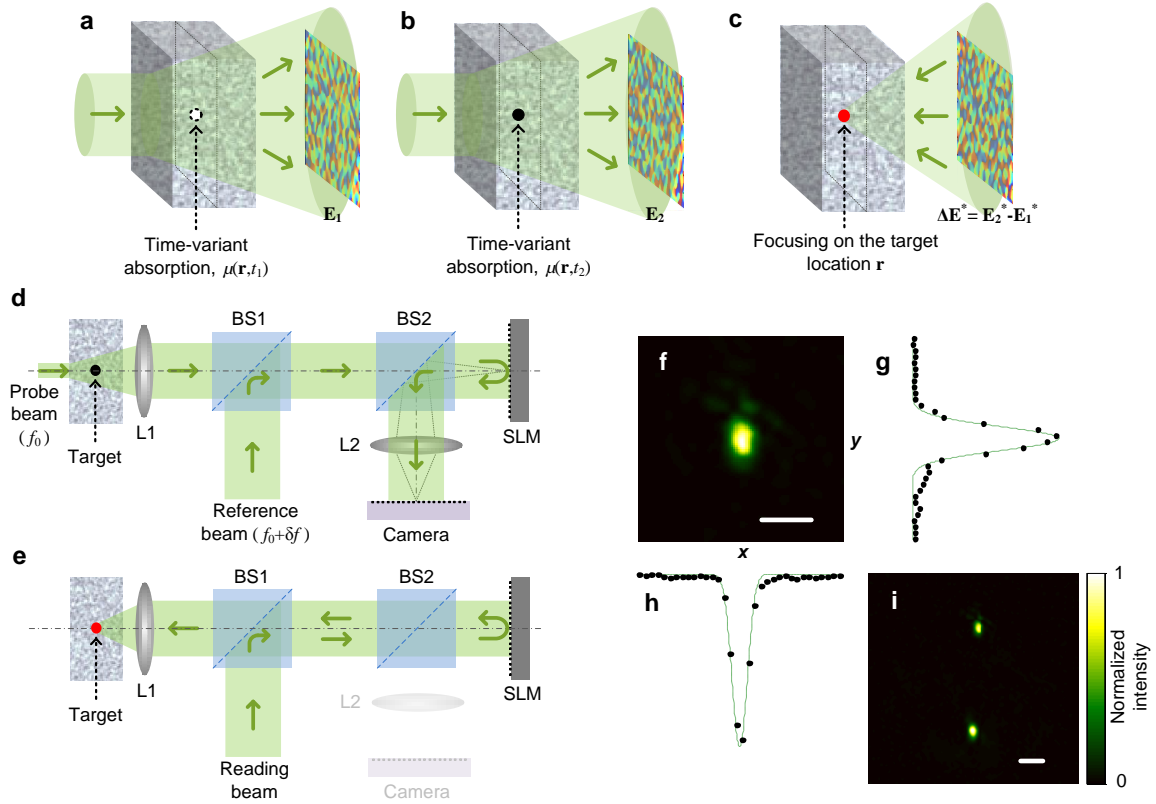 a
b
c
E₁
E₂
ΔE* = E₂*-E₁*
Time-variant
absorption, μ(r,t₁)
Time-variant
absorption, μ(r,t₂)
Focusing on the target
location r
d
BS1
BS2
Probe
beam
(f₀)
Target
L1
L2
SLM
Reference
beam (f₀+δf)
Camera
e
BS1
BS2
Target
L1
L2
SLM
Reading
beam
Camera
f
y
x
g
h
i
1
Normalized
intensity
0